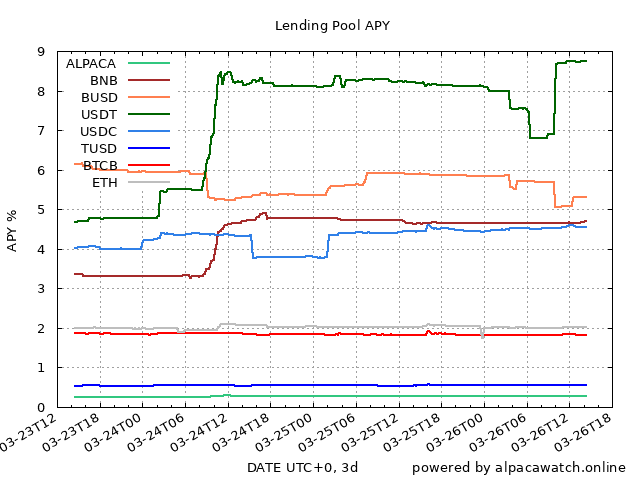 Lending Pool APY
ALPACA
BNB
BUSD
USDT
USDC
TUSD
BTCB
ETH
9
8
7
6
5
4
3
2
1
0
APY %
03-23T12
03-23T18
03-24T00
03-24T06
03-24T12
03-24T18
03-25T00
03-25T06
03-25T12
03-25T18
03-26T00
03-26T06
03-26T12
03-26T18
DATE UTC+0, 3d
powered by alpacawatch.online